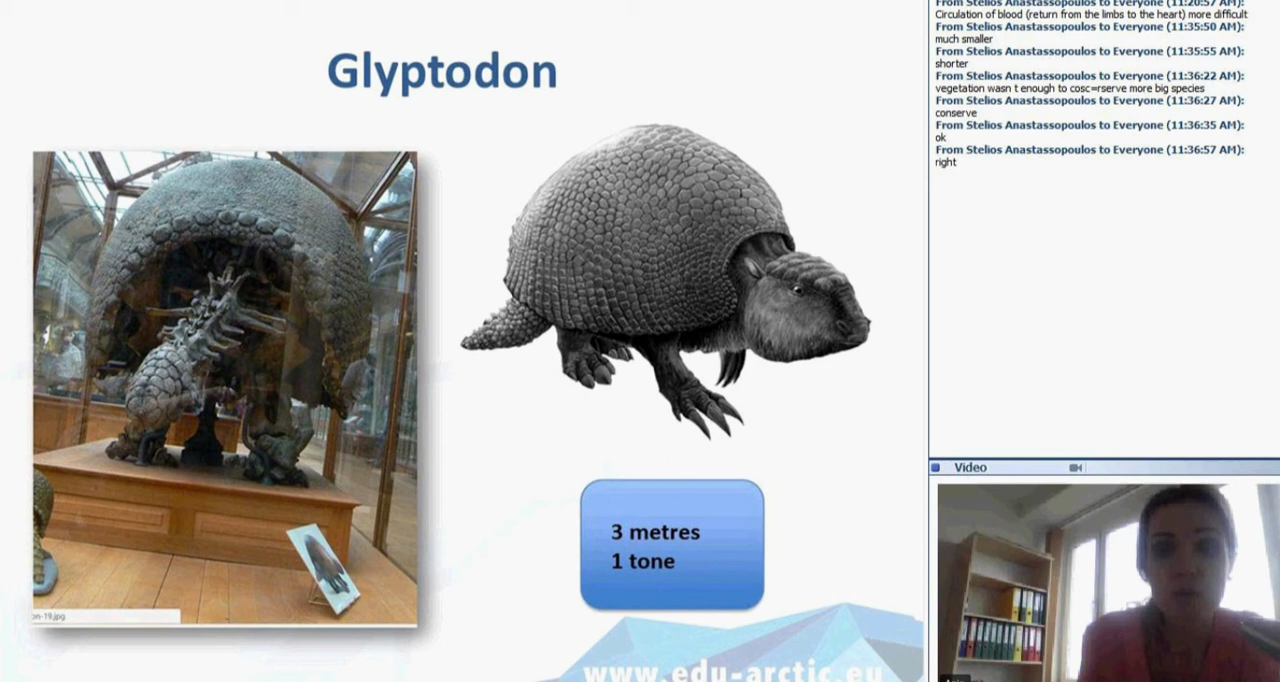 Glyptodon
on-19.jpg
3 metres
1 tone
www.edu-arctic.eu
From Stelios Anastassopoulos to Everyone (11:20:57 AM):
Circulation of blood (return from the limbs to the heart) more difficult
From Stelios Anastassopoulos to Everyone (11:35:50 AM):
much smaller
From Stelios Anastassopoulos to Everyone (11:35:55 AM):
shorter
From Stelios Anastassopoulos to Everyone (11:36:22 AM):
vegetation wasn t enough to cosc=rserve more big species
From Stelios Anastassopoulos to Everyone (11:36:27 AM):
conserve
From Stelios Anastassopoulos to Everyone (11:36:35 AM):
ok
From Stelios Anastassopoulos to Everyone (11:36:57 AM):
right
Video